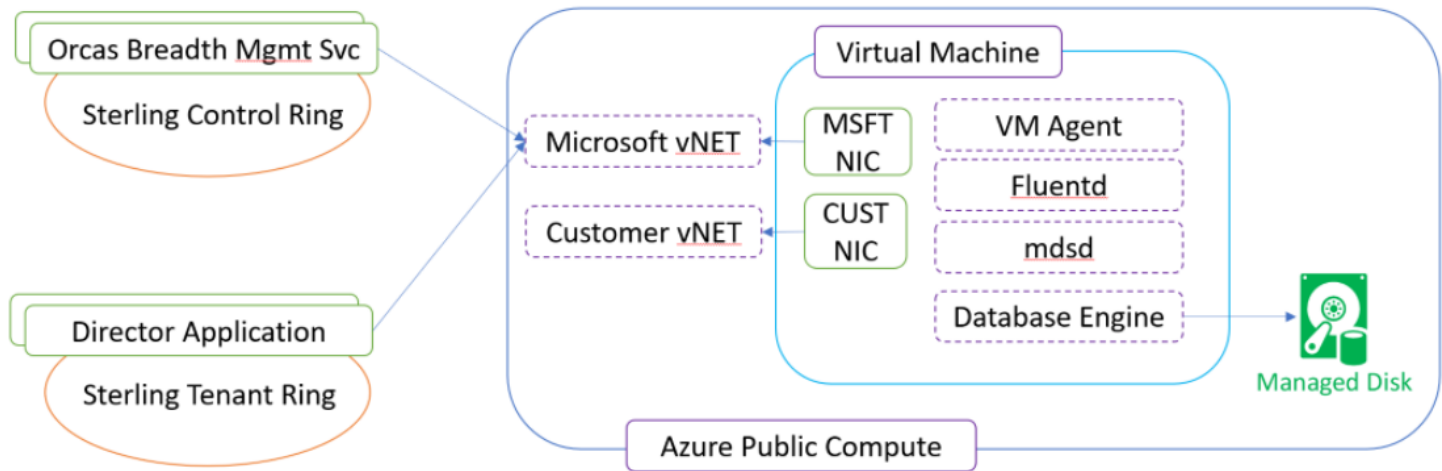 Orcas Breadth Mgmt Svc
Sterling Control Ring
Director Application
Sterling Tenant Ring
Microsoft vNET
Customer vNET
Virtual Machine
MSFT
NIC
CUST
NIC
VM Agent
Fluentd
mdsd
Database Engine
Managed Disk
Azure Public Compute